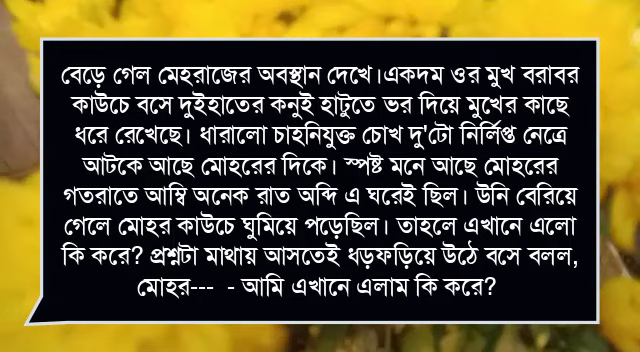 বেড়ে গেল মেহরাজের অবস্থান দেখে।একদম ওর মুখ বরাবর
কাউচে বসে দুইহাতের কনুই হাটুতে ভর দিয়ে মুখের কাছে
ধরে রেখেছে। ধারালো চাহনিযুক্ত চোখ দু'টো নির্লিপ্ত নেত্রে
আটকে আছে মোহরের দিকে। স্পষ্ট মনে আছে মোহরের
গতরাতে আম্বি অনেক রাত অব্দি এ ঘরেই ছিল। উনি বেরিয়ে
গেলে মোহর কাউচে ঘুমিয়ে পড়েছিল। তাহলে এখানে এলো
কি করে? প্রশ্নটা মাথায় আসতেই ধড়ফড়িয়ে উঠে বসে বলল,
মোহর--- - আমি এখানে এলাম কি করে?